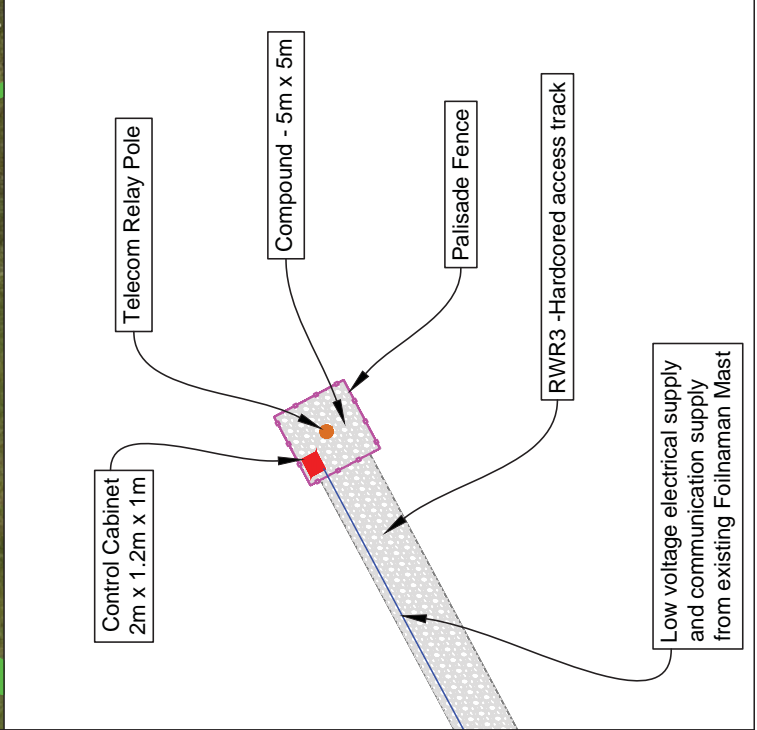 Control Cabinet
2m x 1.2m x 1m
Telecom Relay Pole
Compound - 5m x 5m
Palisade Fence
RWR3 -Hardcored access track
Low voltage electrical supply
and communication supply
from existing Foilnaman Mast